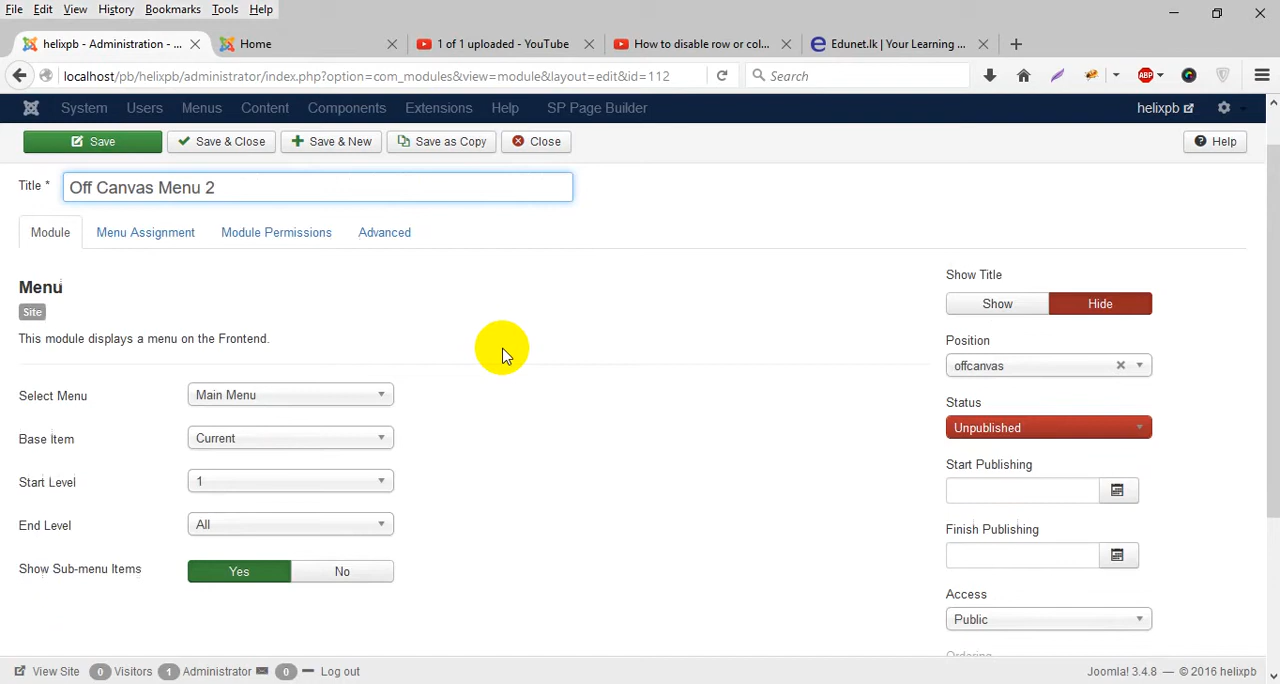 File Edit View History Bookmarks Tools Help
helixpb - Administration - ... Home 1 of 1 uploaded - YouTube How to disable row or col... Edunet.lk | Your Learning ...
localhost/pb/helixpb/administrator/index.php?option=com_modules&view=module&layout=edit&id=112 Search ABP
System Users Menus Content Components Extensions Help SP Page Builder helixpb
Save Save & Close Save & New Save as Copy Close Help
Title * Off Canvas Menu 2
Module Menu Assignment Module Permissions Advanced
Menu
Site
This module displays a menu on the Frontend.
Select Menu Main Menu
Base Item Current
Start Level 1
End Level All
Show Sub-menu Items Yes No
Show Title
Show Hide
Position
offcanvas
Status
Unpublished
Start Publishing
Finish Publishing
Access
Public
Ordering
View Site 0 Visitors 1 Administrator 0 Log out Joomla! 3.4.8 — © 2016 helixpb